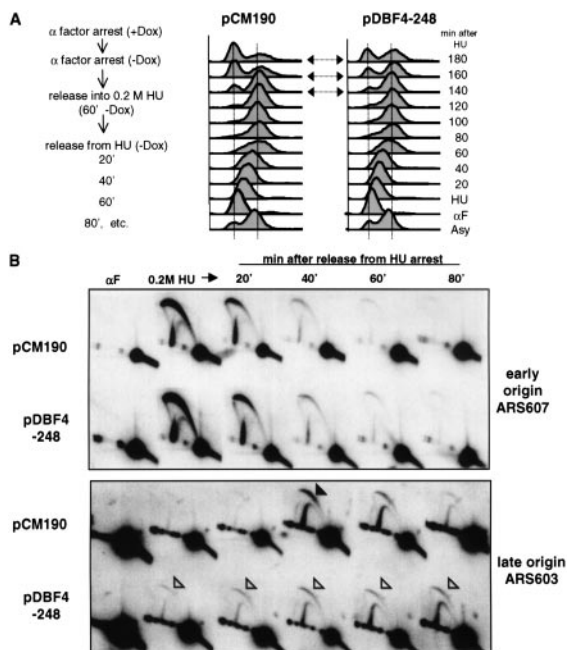 A
α factor arrest (+Dox)
α factor arrest (-Dox)
release into 0.2 M HU
(60' -Dox)
release from HU (-Dox)
20'
40'
60'
80', etc.
pCM190
pDBF4-248
min after
HU
180
160
140
120
100
80
60
40
20
HU
αF
Asy
B
min after release from HU arrest
αF 0.2M HU 20' 40' 60' 80'
pCM190
pDBF4
-248
early
origin
ARS607
pCM190
pDBF4
-248
late origin
ARS603